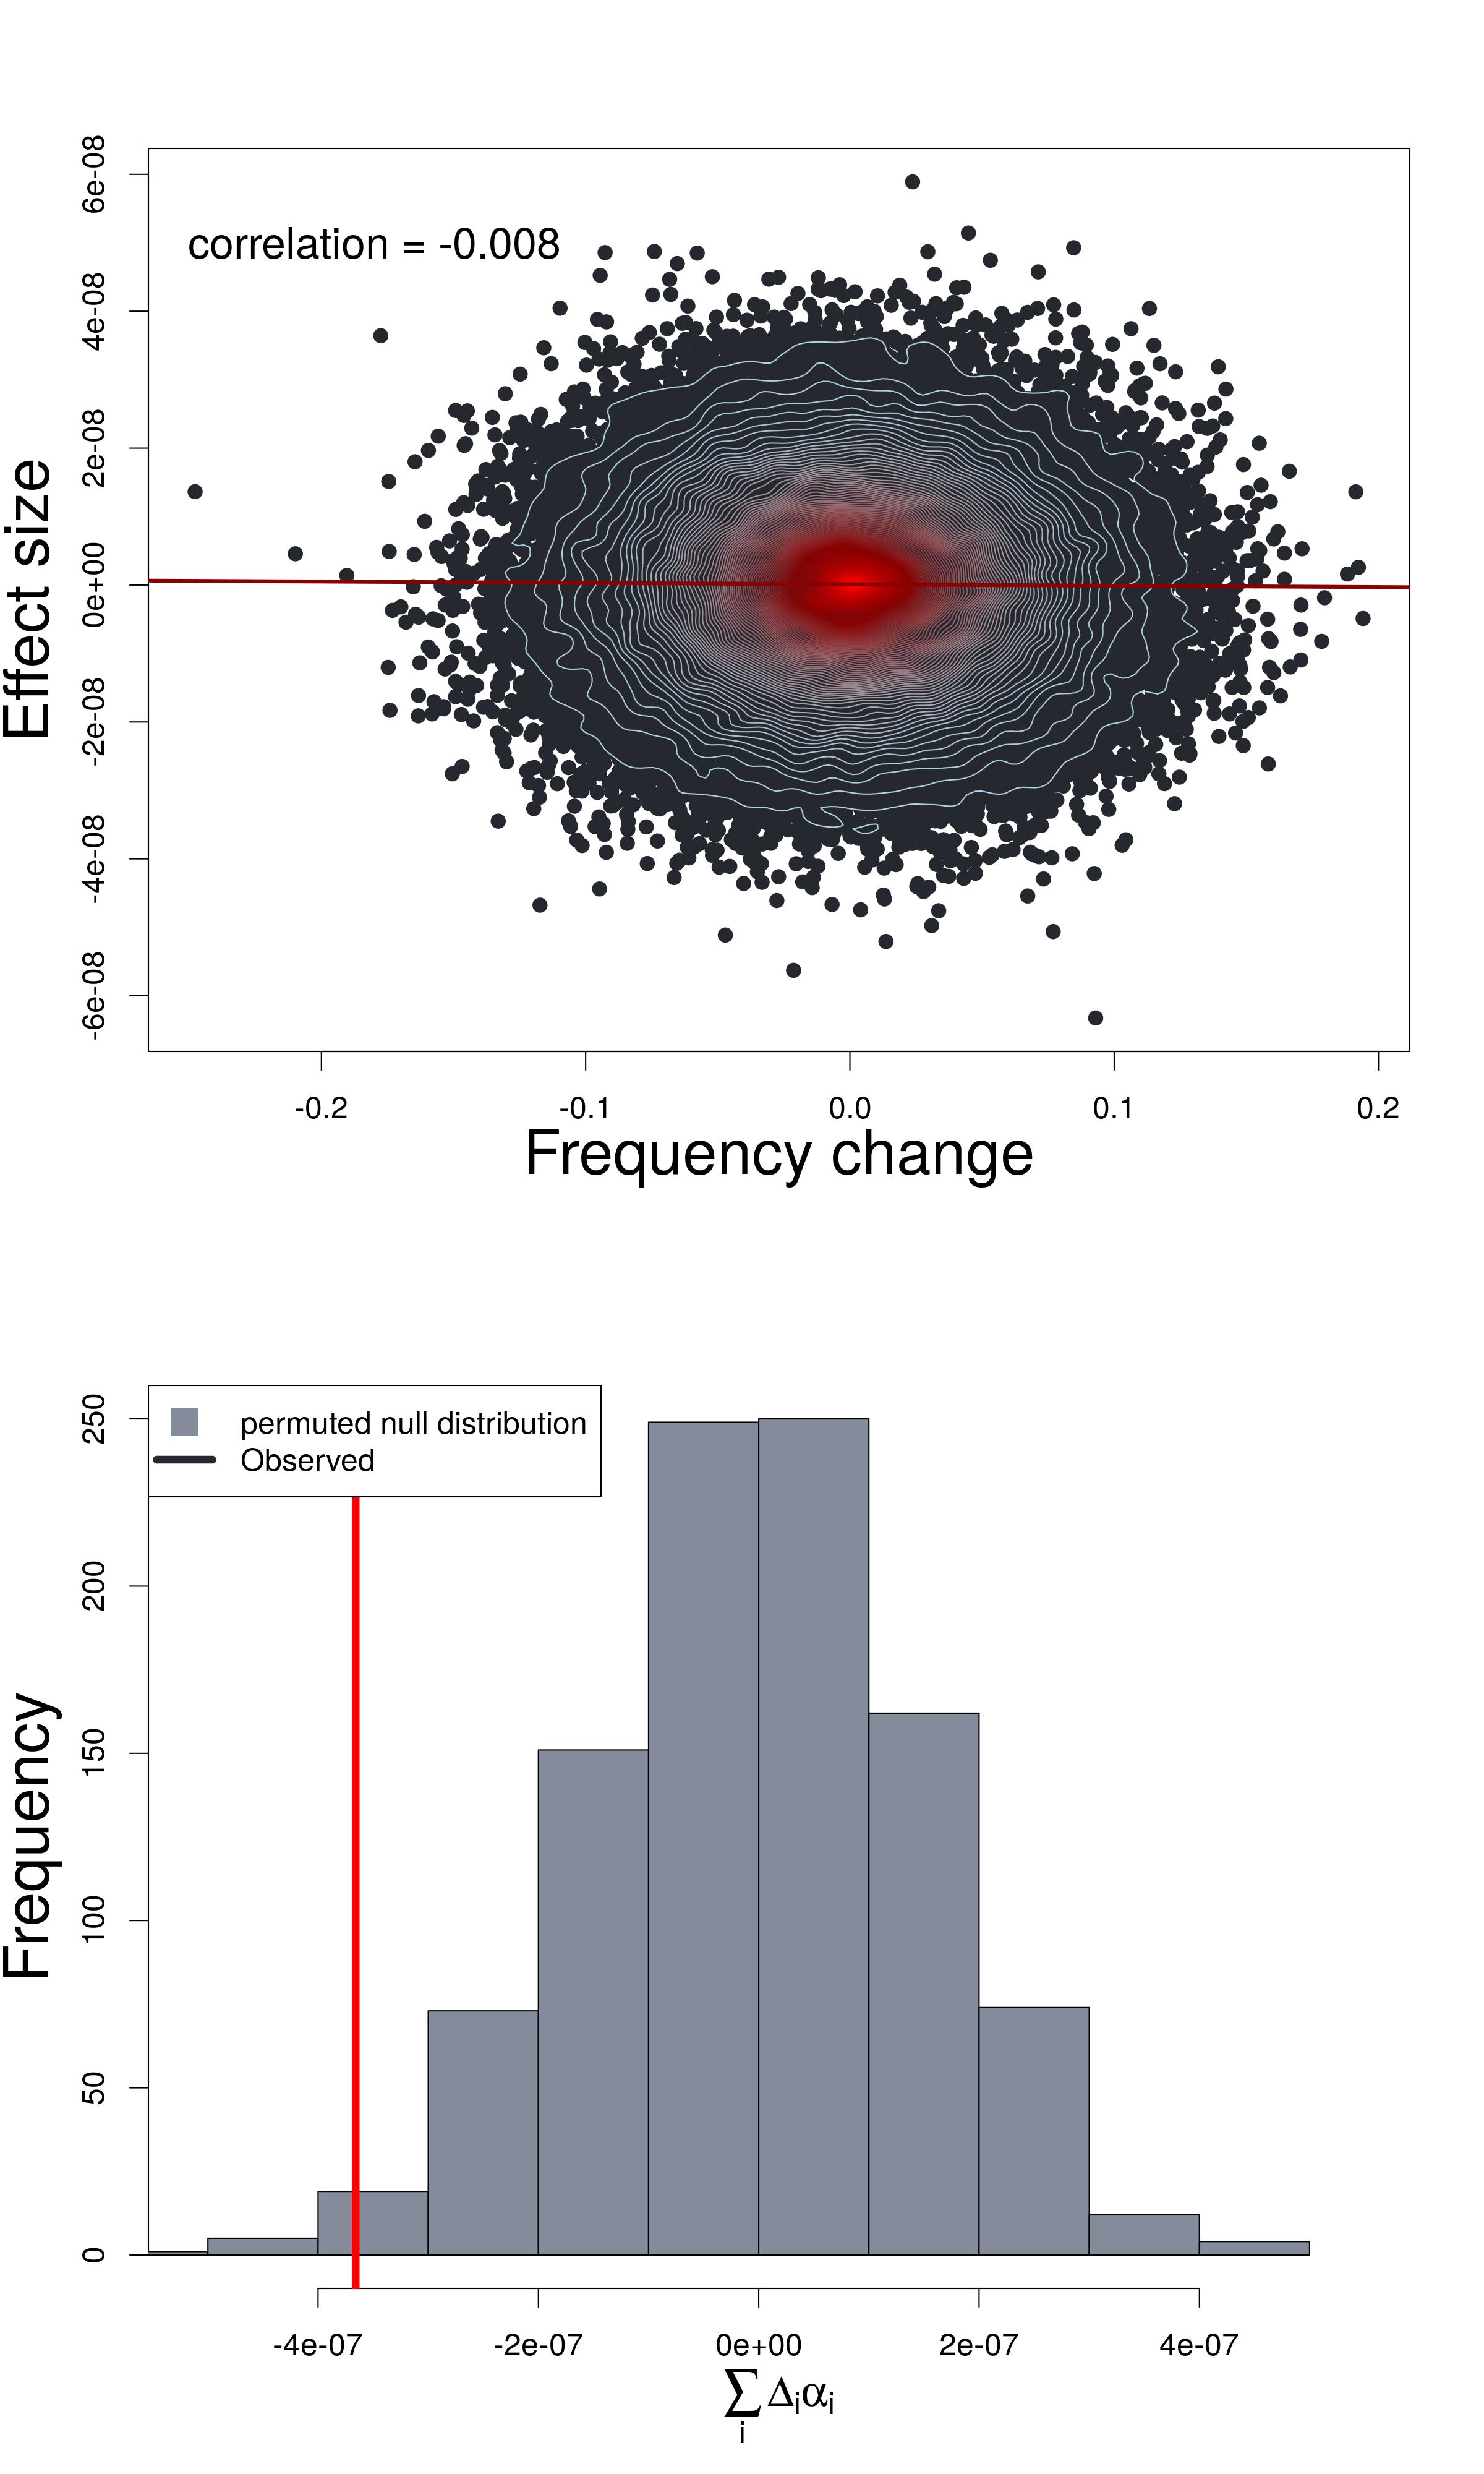 6e-08
4e-08
2e-08
0e+00
-2e-08
-4e-08
-6e-08
Effect size
correlation = -0.008
-0.2
-0.1
0.0
0.1
0.2
Frequency change
250
200
150
100
50
0
Frequency
permuted null distribution
Observed
-4e-07
-2e-07
0e+00
2e-07
4e-07
∑Δiαi
i